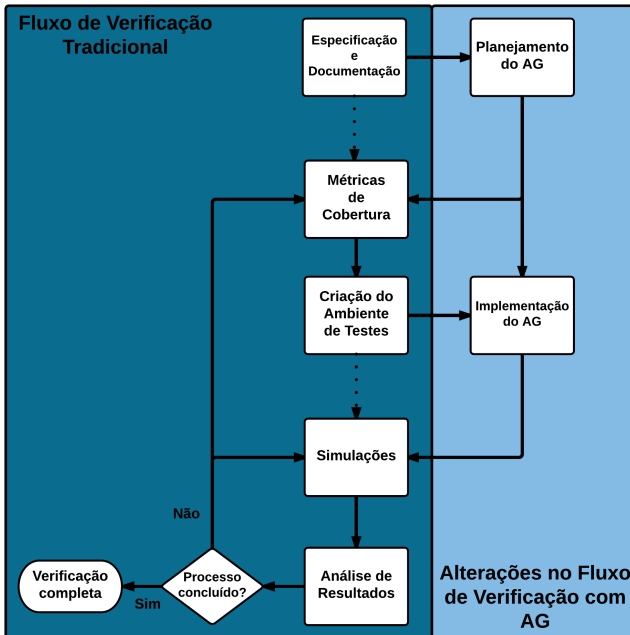 Fluxo de Verificação
Tradicional
Especificação
e
Documentação
Planejamento
do AG
Métricas
de
Cobertura
Criação do
Ambiente
de Testes
Implementação
do AG
Simulações
Não
Verificação
completa
Sim
Processo
concluído?
Análise de
Resultados
Alterações no Fluxo
de Verificação com
AG